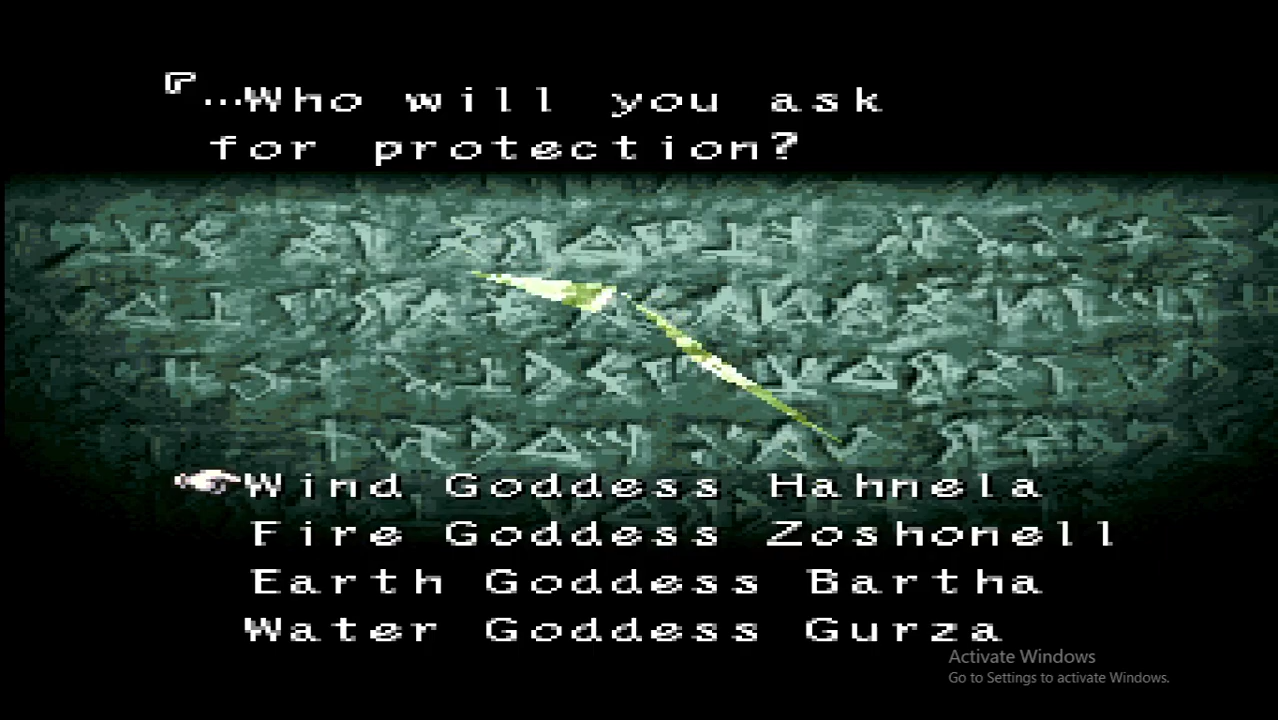 「…Who will you ask
for protection?
Wind Goddess Hahnela
Fire Goddess Zoshonell
Earth Goddess Bartha
Water Goddess Gurza
Activate Windows
Go to Settings to activate Windows.